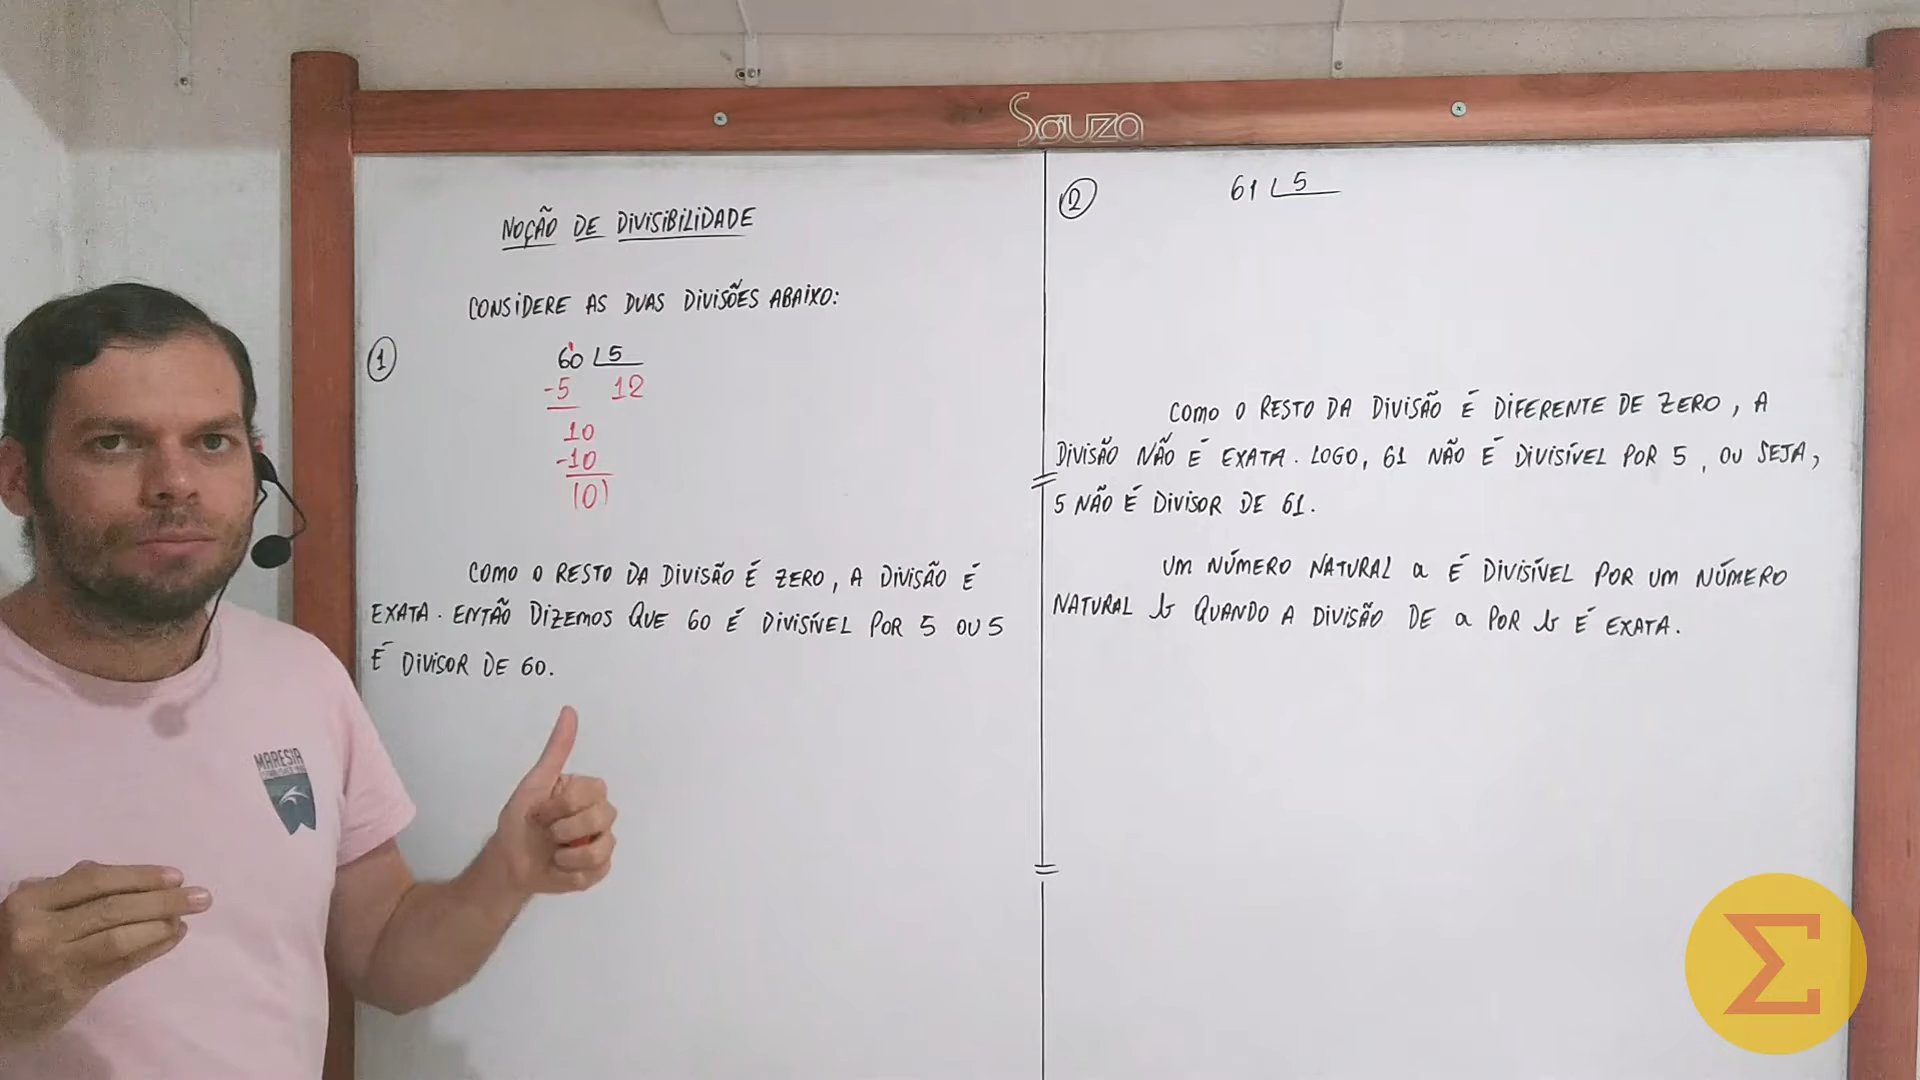 Souza
NOÇÃO DE DIVISIBILIDADE
CONSIDERE AS DUAS DIVISÕES ABAIXO:
1
60 5
-5 12
10
-10
(0)
COMO O RESTO DA DIVISÃO É ZERO, A DIVISÃO É
EXATA. ENTÃO DIZEMOS QUE 60 É DIVISÍVEL POR 5 OU 5
É DIVISOR DE 60.
2
61 5
COMO O RESTO DA DIVISÃO É DIFERENTE DE ZERO, A
DIVISÃO NÃO É EXATA. LOGO, 61 NÃO É DIVISÍVEL POR 5, OU SEJA,
5 NÃO É DIVISOR DE 61.
UM NÚMERO NATURAL a É DIVISÍVEL POR UM NÚMERO
NATURAL b QUANDO A DIVISÃO DE a POR b É EXATA.
MARESIA
Σ